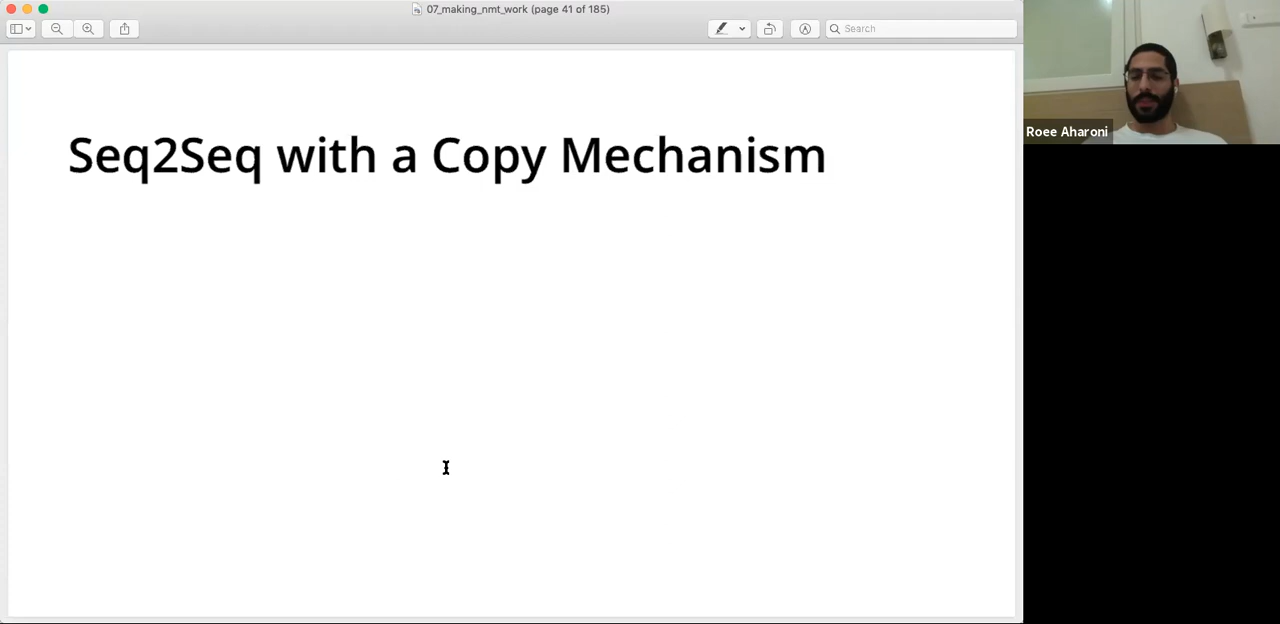 07_making_nmt_work (page 41 of 185)
Search
Seq2Seq with a Copy Mechanism
Roee Aharoni